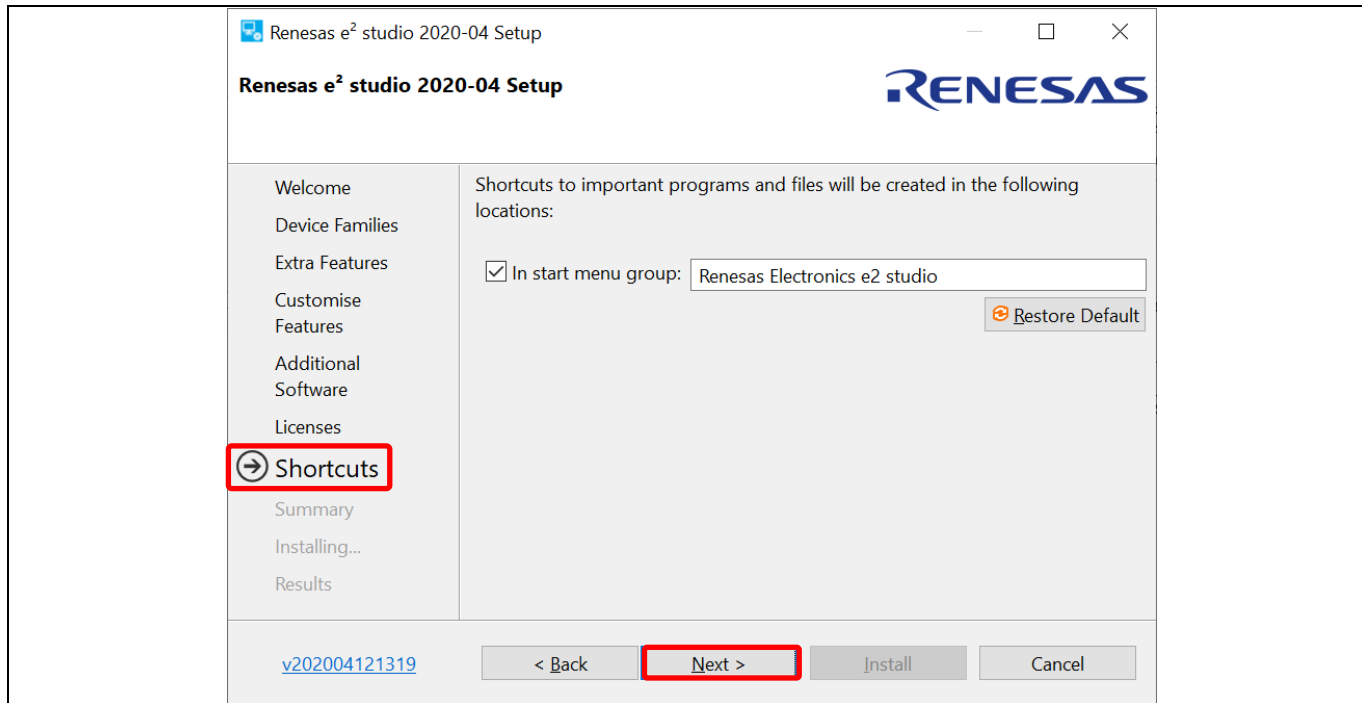 Renesas e² studio 2020-04 Setup
Renesas e² studio 2020-04 Setup
RENESAS
Welcome
Device Families
Extra Features
Customise
Features
Additional
Software
Licenses
Shortcuts
Summary
Installing...
Results
Shortcuts to important programs and files will be created in the following
locations:
In start menu group: Renesas Electronics e2 studio
Restore Default
v202004121319
< Back Next > Install Cancel